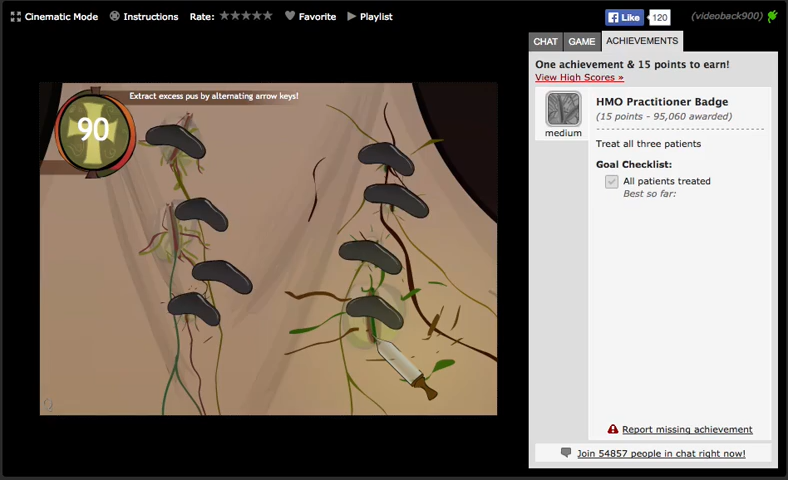 Cinematic Mode Instructions Rate: Favorite Playlist
Like 120 (videoback900)
CHAT GAME ACHIEVEMENTS
One achievement & 15 points to earn!
View High Scores »
HMO Practitioner Badge
(15 points - 95,060 awarded)
medium
Treat all three patients
Goal Checklist:
All patients treated
Best so far:
Report missing achievement
Join 54857 people in chat right now!
Extract excess pus by alternating arrow keys!
90